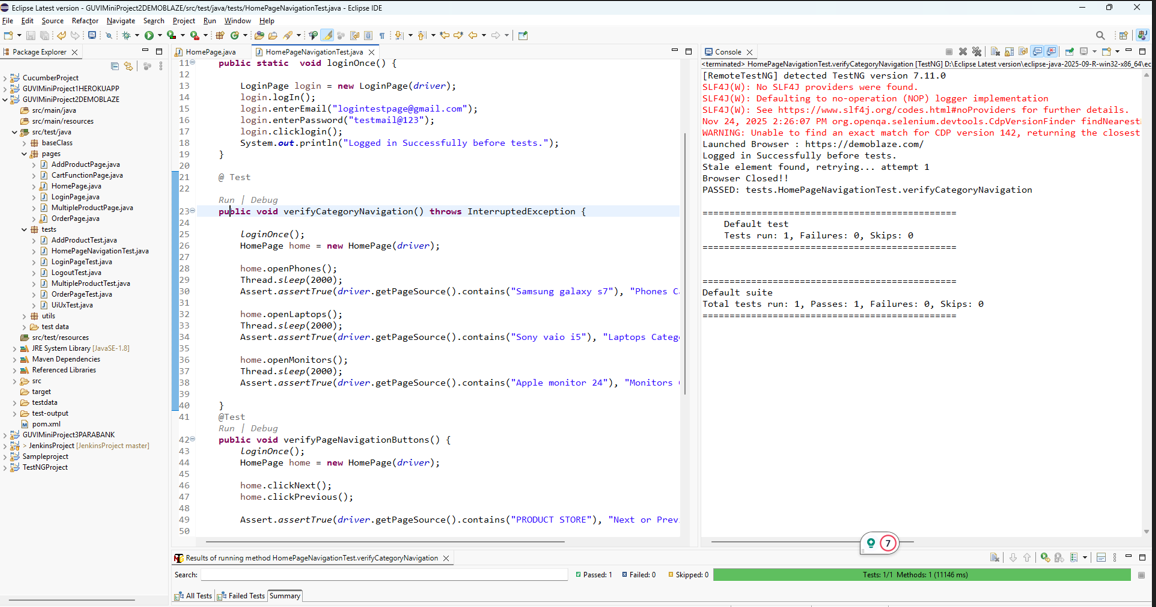 Eclipse Latest version - GUVIMiniProject2DEMOBLAZE/src/test/java/tests/HomePageNavigationTest.java - Eclipse IDE
File Edit Source Refactor Navigate Search Project Run Window Help
Package Explorer
CucumberProject
GUVIMiniProject1HEROKUAPP
GUVIMiniProject2DEMOBLAZE
src/main/java
src/main/resources
src/test/java
baseClass
pages
AddProductPage.java
CartFunctionPage.java
HomePage.java
LoginPage.java
MultipleProductPage.java
OrderPage.java
tests
AddProductTest.java
HomePageNavigationTest.java
LoginPageTest.java
LogoutTest.java
MultipleProductTest.java
OrderPageTest.java
UiUxTest.java
utils
test data
src/test/resources
JRE System Library [JavaSE-1.8]
Maven Dependencies
Referenced Libraries
src
target
testdata
test-output
pom.xml
GUVIMiniProject3PARABANK
> JenkinsProject [JenkinsProject master]
Sampleproject
TestNGProject
HomePage.java
HomePageNavigationTest.java
11 public static void loginOnce() {
12
13 LoginPage login = new LoginPage(driver);
14 login.logIn();
15 login.enterEmail("logintestpage@gmail.com");
16 login.enterPassword("testmail@123");
17 login.clicklogin();
18 System.out.println("Logged in Successfully before tests.");
19 }
20
21 @ Test
22
Run | Debug
23 public void verifyCategoryNavigation() throws InterruptedException {
24
25 loginOnce();
26 HomePage home = new HomePage(driver);
27
28 home.openPhones();
29 Thread.sleep(2000);
30 Assert.assertTrue(driver.getPageSource().contains("Samsung galaxy s7"), "Phones C
31
32 home.openLaptops();
33 Thread.sleep(2000);
34 Assert.assertTrue(driver.getPageSource().contains("Sony vaio i5"), "Laptops Categ
35
36 home.openMonitors();
37 Thread.sleep(2000);
38 Assert.assertTrue(driver.getPageSource().contains("Apple monitor 24"), "Monitors
39
40 }
41 @Test
Run | Debug
42 public void verifyPageNavigationButtons() {
43 loginOnce();
44 HomePage home = new HomePage(driver);
45
46 home.clickNext();
47 home.clickPrevious();
48
49 Assert.assertTrue(driver.getPageSource().contains("PRODUCT STORE"), "Next or Prev
50
Console
<terminated> HomePageNavigationTest.verifyCategoryNavigation [TestNG] D:\Eclipse Latest version\eclipse-java-2025-09-R-win32-x86_64\ec
[RemoteTestNG] detected TestNG version 7.11.0
SLF4J(W): No SLF4J providers were found.
SLF4J(W): Defaulting to no-operation (NOP) logger implementation
SLF4J(W): See https://www.slf4j.org/codes.html#noProviders for further details.
Nov 24, 2025 2:26:07 PM org.openqa.selenium.devtools.CdpVersionFinder findNearest
WARNING: Unable to find an exact match for CDP version 142, returning the closest
Launched Browser : https://demoblaze.com/
Logged in Successfully before tests.
Stale element found, retrying... attempt 1
Browser Closed!!
PASSED: tests.HomePageNavigationTest.verifyCategoryNavigation
===============================================
Default test
Tests run: 1, Failures: 0, Skips: 0
===============================================
===============================================
Default suite
Total tests run: 1, Passes: 1, Failures: 0, Skips: 0
===============================================
7
Results of running method HomePageNavigationTest.verifyCategoryNavigation
Search: Passed: 1 Failed: 0 Skipped: 0 Tests: 1/1 Methods: 1 (11146 ms)
All Tests Failed Tests Summary